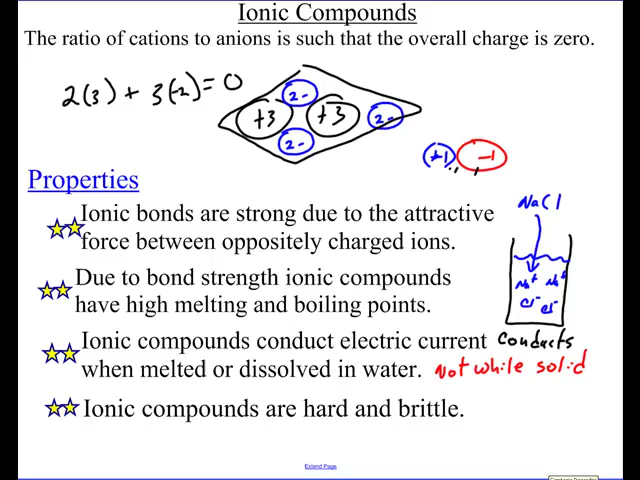 Ionic Compounds
The ratio of cations to anions is such that the overall charge is zero.
2(3) + 3(-2) = 0
2- 
+3 +3 2-
2-
+1 -1
Properties
NaCl
Ionic bonds are strong due to the attractive
force between oppositely charged ions.
Due to bond strength ionic compounds
have high melting and boiling points.
Na+ Na+
Cl- Cl-
Ionic compounds conduct electric current
conducts
when melted or dissolved in water.
Not while solid
Ionic compounds are hard and brittle.
Extend Page